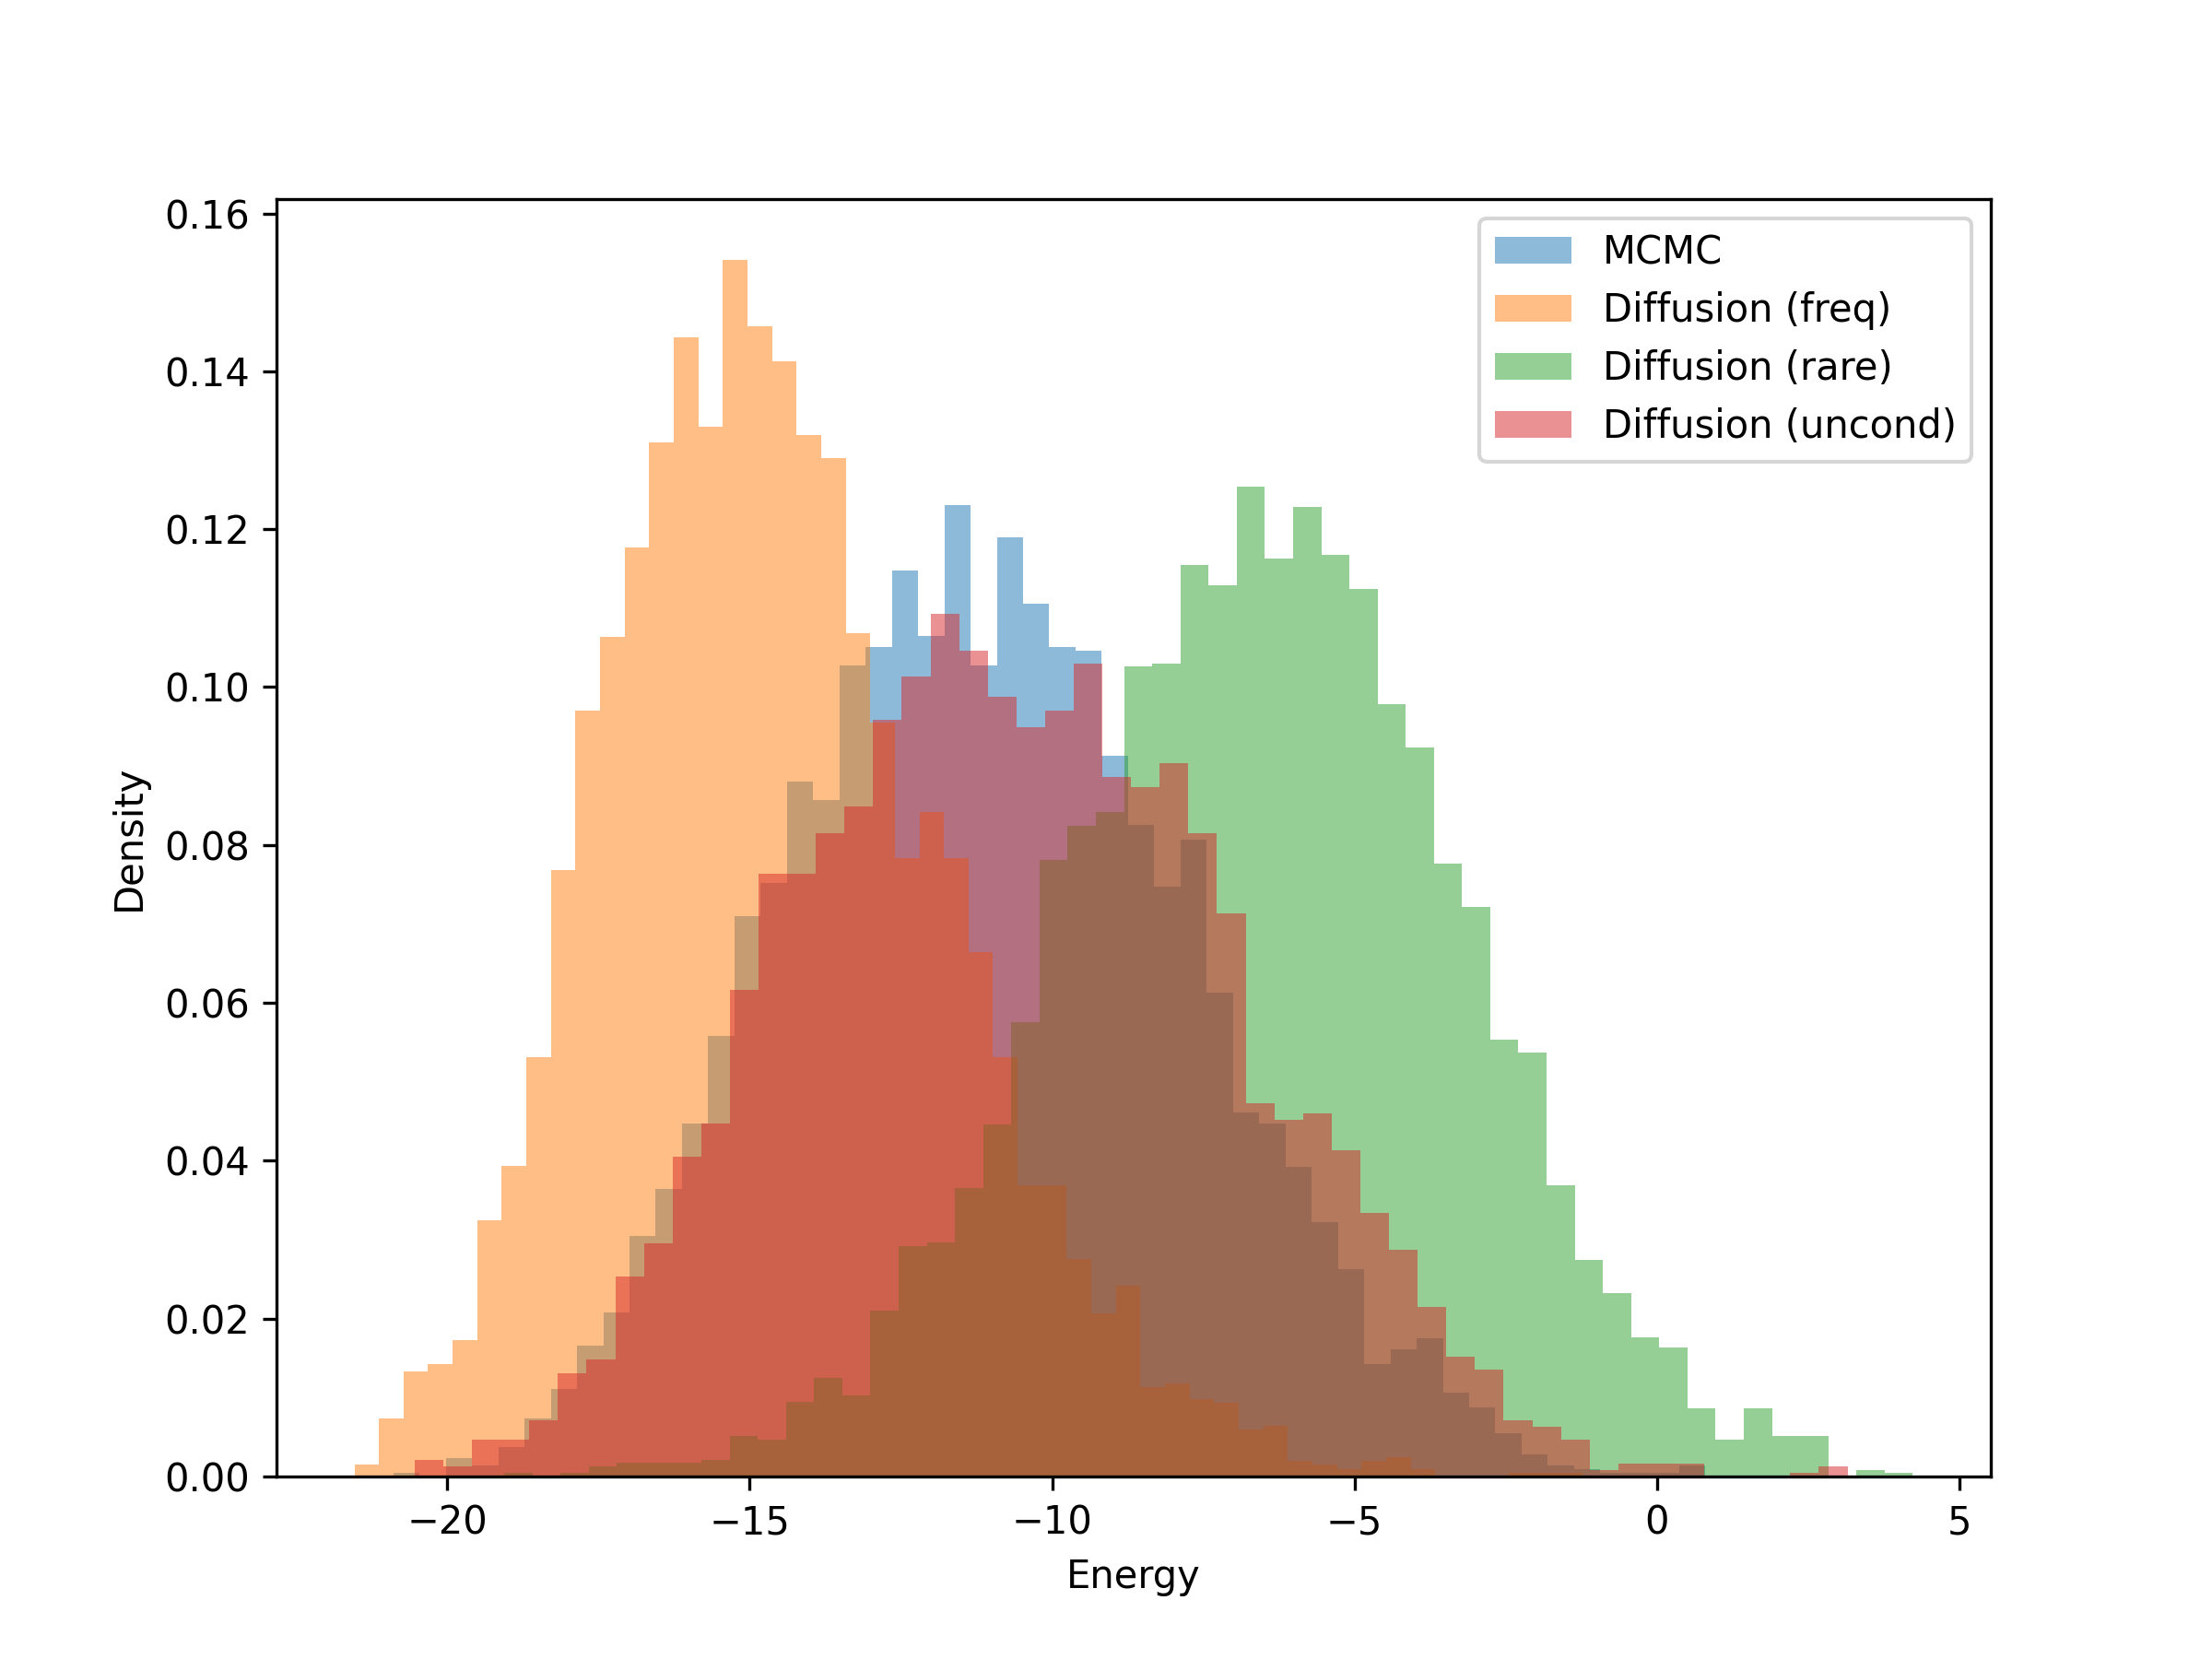 MCMC
Diffusion (freq)
Diffusion (rare)
Diffusion (uncond)
0.16
0.14
0.12
0.10
0.08
0.06
0.04
0.02
0.00
Density
−20 −15 −10 −5 0 5
Energy